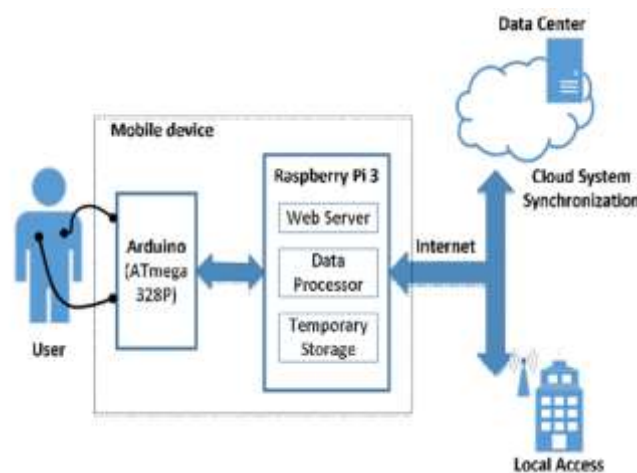 Data Center
Mobile device
Raspberry Pi 3
Web Server
Data
Processor
Temporary
Storage
Arduino
(ATmega
328P)
User
Internet
Cloud System
Synchronization
Local Access